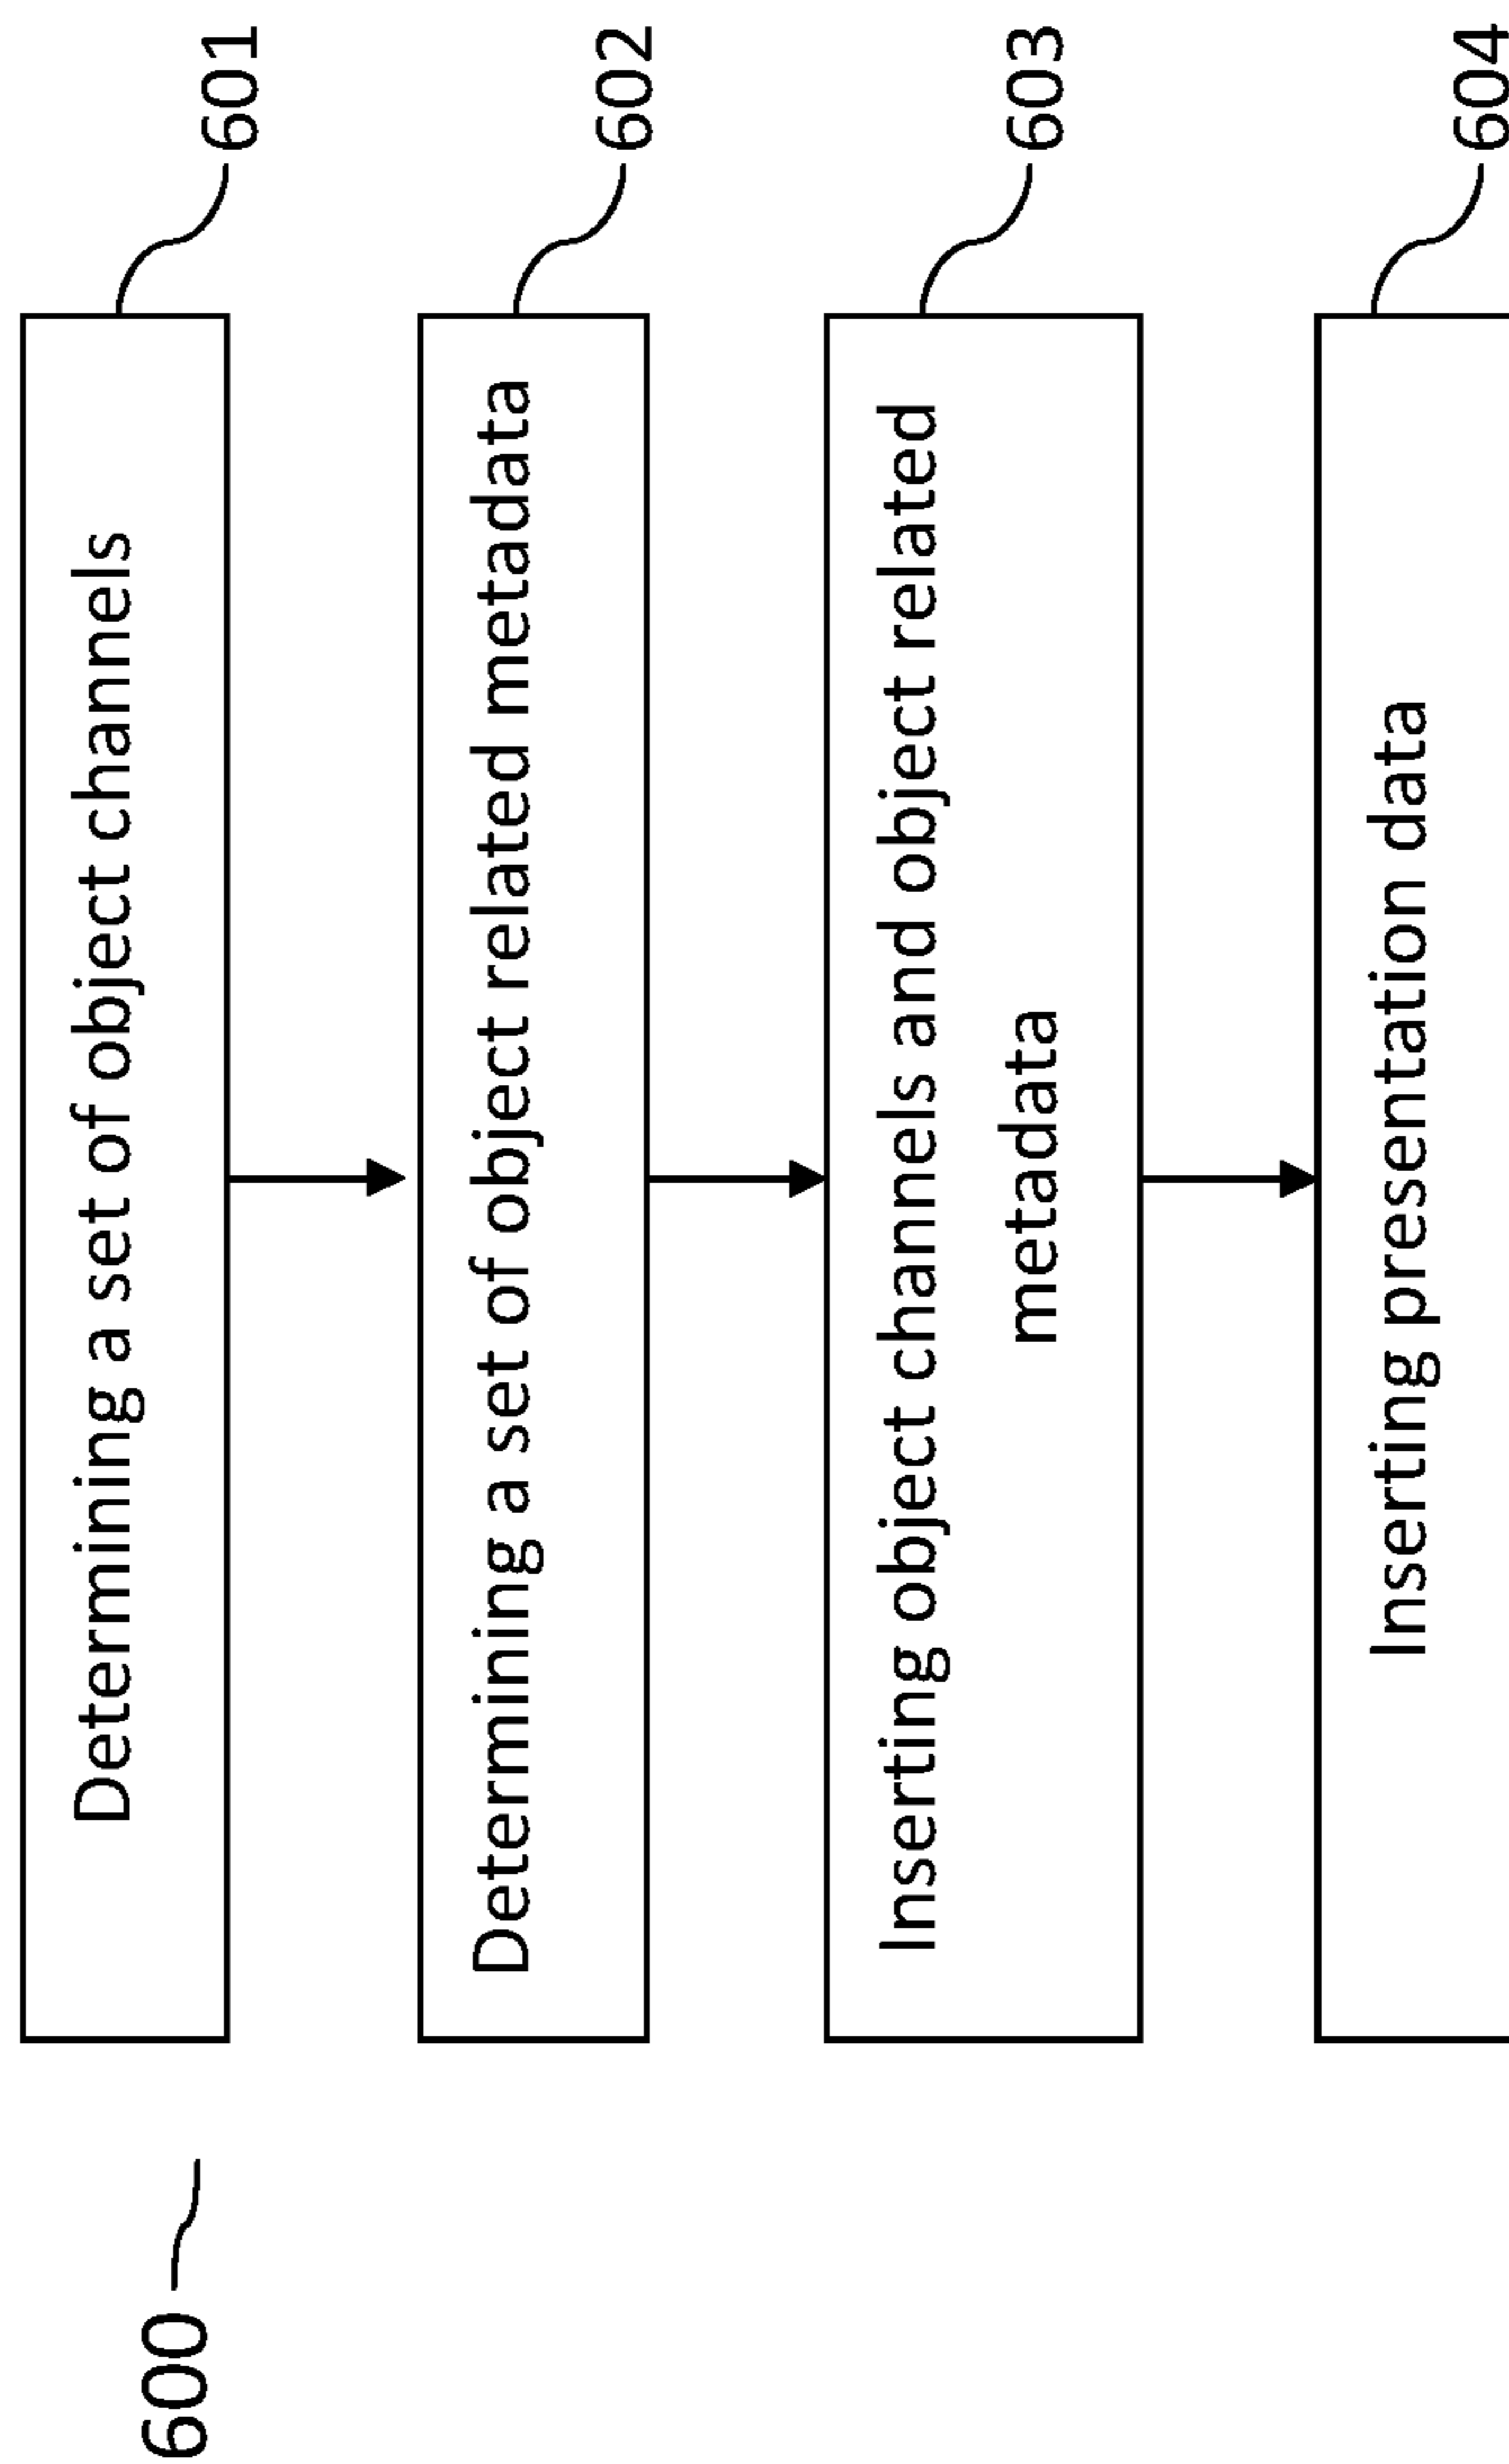 600
Determining a set of object channels
601
Determining a set of object related metadata
602
Inserting object channels and object related
metadata
603
Inserting presentation data
604